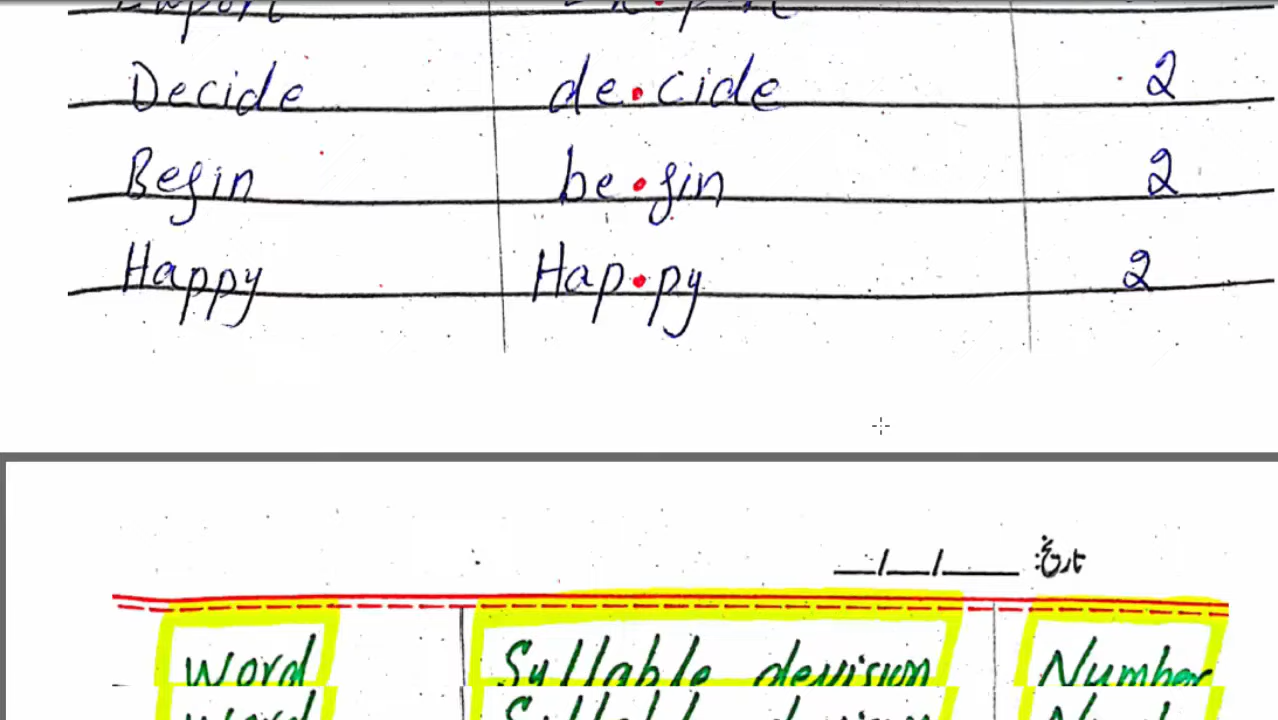 Decide de•cide 2
Begin be•gin 2
Happy Hap•py 2
__/__/____
Word Syllable devision Number